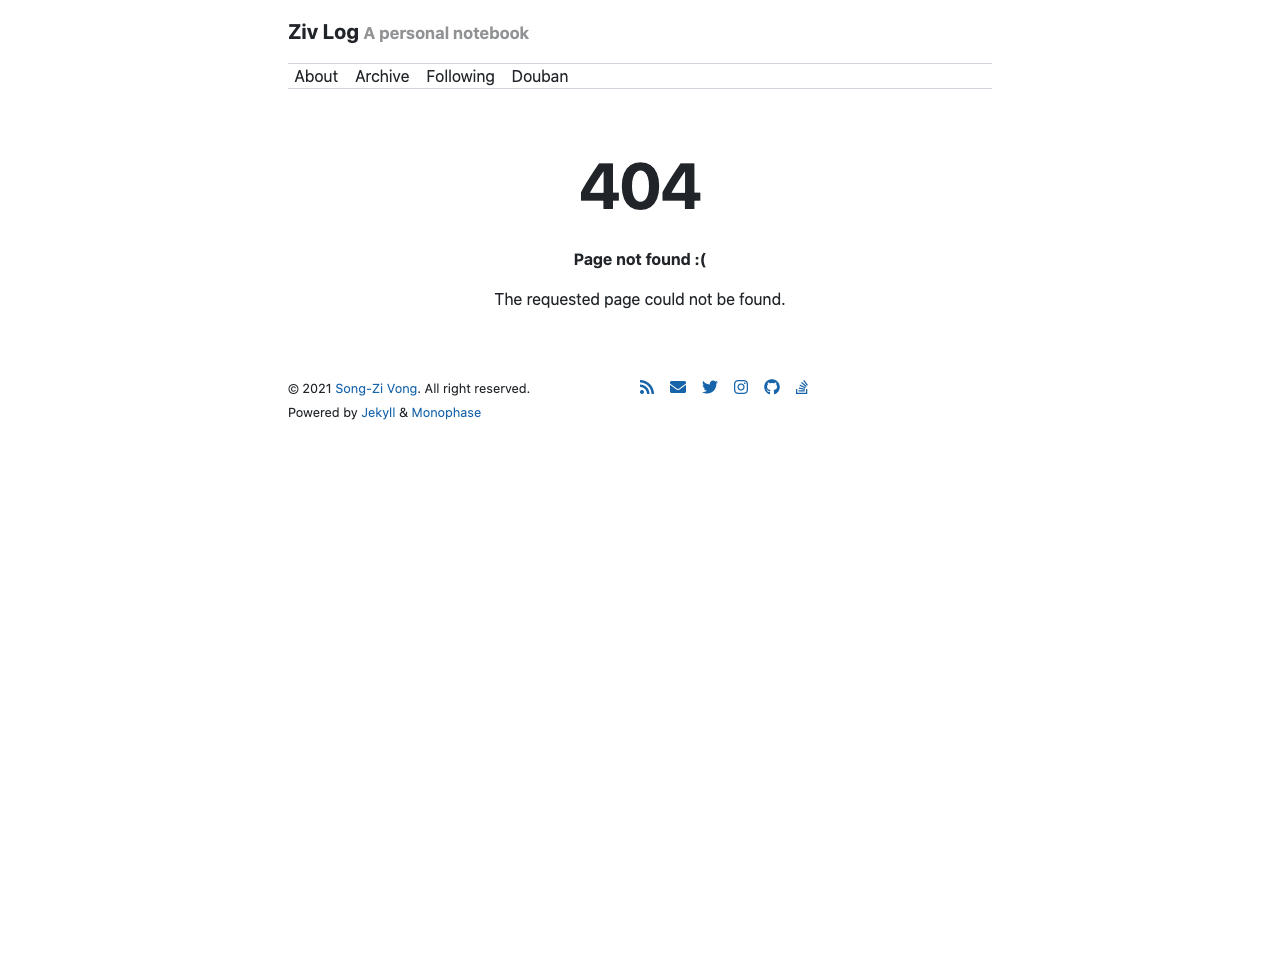 Ziv Log A personal notebook
About Archive Following Douban
404
Page not found :(
The requested page could not be found.
© 2021 Song-Zi Vong. All right reserved.
Powered by Jekyll & Monophase